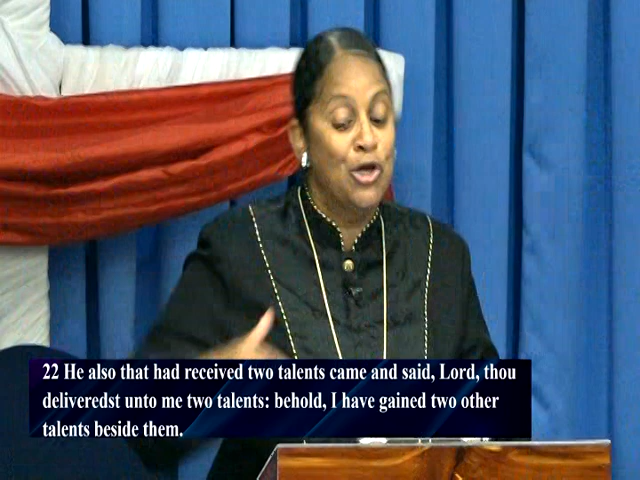 22 He also that had received two talents came and said, Lord, thou
deliveredst unto me two talents: behold, I have gained two other
talents beside them.